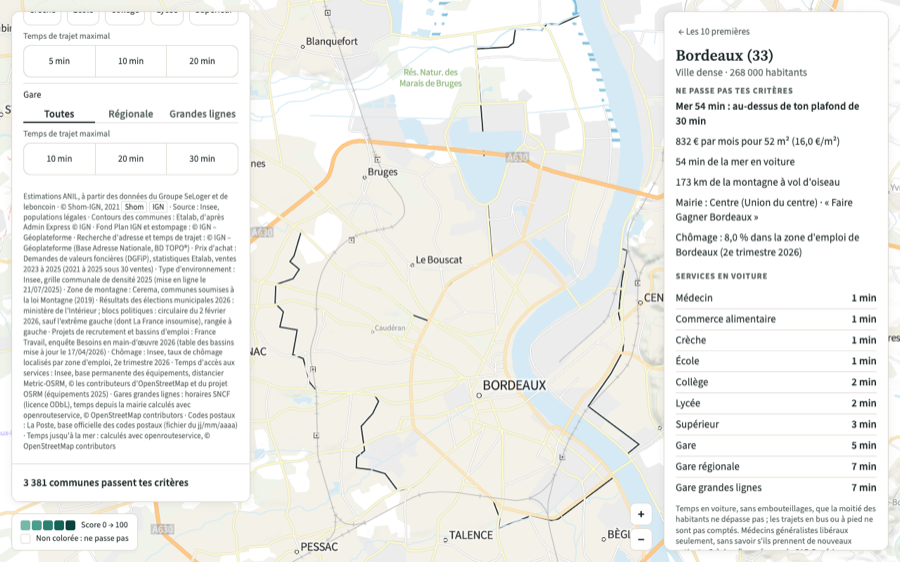 Temps de trajet maximal
5 min 10 min 20 min
Gare
Toutes Régionale Grandes lignes
Temps de trajet maximal
10 min 20 min 30 min
Estimations ANIL, à partir des données du Groupe SeLoger et de
leboncoin · © Shom-IGN, 2021 Shom IGN · Source : Insee,
populations légales · Contours des communes : Etalab, d'après
Admin Express © IGN · Fond Plan IGN et estompage : © IGN –
Géoplateforme · Recherche d'adresse et temps de trajet : © IGN –
Géoplateforme (Base Adresse Nationale, BD TOPO®) · Prix d'achat :
Demandes de valeurs foncières (DGFiP), statistiques Etalab, ventes
2023 à 2025 (2021 à 2025 sous 30 ventes) · Type d'environnement :
Insee, grille communale de densité 2025 (mise en ligne le
21/07/2025) · Zone de montagne : Cerema, communes soumises à
la loi Montagne (2019) · Résultats des élections municipales 2026 :
ministère de l'Intérieur ; blocs politiques : circulaire du 2 février
2026, sauf l'extrême gauche (dont La France insoumise), rangée à
gauche · Projets de recrutement et bassins d'emploi : France
Travail, enquête Besoins en main-d'œuvre 2026 (table des bassins
mise à jour le 17/04/2026) · Chômage : Insee, taux de chômage
localisés par zone d'emploi, 2e trimestre 2026 · Temps d'accès aux
services : Insee, base permanente des équipements, distancier
Metric-OSRM, © les contributeurs d'OpenStreetMap et du projet
OSRM (équipements 2025) · Gares grandes lignes : horaires SNCF
(licence ODbL), temps depuis la mairie calculés avec
openrouteservice, © OpenStreetMap contributors · Codes postaux
: La Poste, base officielle des codes postaux (fichier du jj/mm/aaaa)
· Temps jusqu'à la mer : calculés avec openrouteservice, ©
OpenStreetMap contributors
3 381 communes passent tes critères
Score 0 → 100
Non colorée : ne passe pas
Blanquefort
Rés. Natur. des
Marais de Bruges
A630
Bruges
A630
Le Bouscat
CEN
Caudéran
NAC
BORDEAUX
A630
TALENCE
BÈGL
PESSAC
+
−
← Les 10 premières
Bordeaux (33)
Ville dense · 268 000 habitants
NE PASSE PAS TES CRITÈRES
Mer 54 min : au-dessus de ton plafond de
30 min
832 € par mois pour 52 m² (16,0 €/m²)
54 min de la mer en voiture
173 km de la montagne à vol d'oiseau
Mairie : Centre (Union du centre) · « Faire
Gagner Bordeaux »
Chômage : 8,0 % dans la zone d'emploi de
Bordeaux (2e trimestre 2026)
SERVICES EN VOITURE
Médecin 1 min
Commerce alimentaire 1 min
Crèche 1 min
École 1 min
Collège 2 min
Lycée 2 min
Supérieur 3 min
Gare 5 min
Gare régionale 7 min
Gare grandes lignes 7 min
Temps en voiture, sans embouteillages, que la moitié des
habitants ne dépasse pas ; les trajets en bus ou à pied ne
sont pas comptés. Médecins généralistes libéraux
seulement, sans savoir s'ils prennent de nouveaux